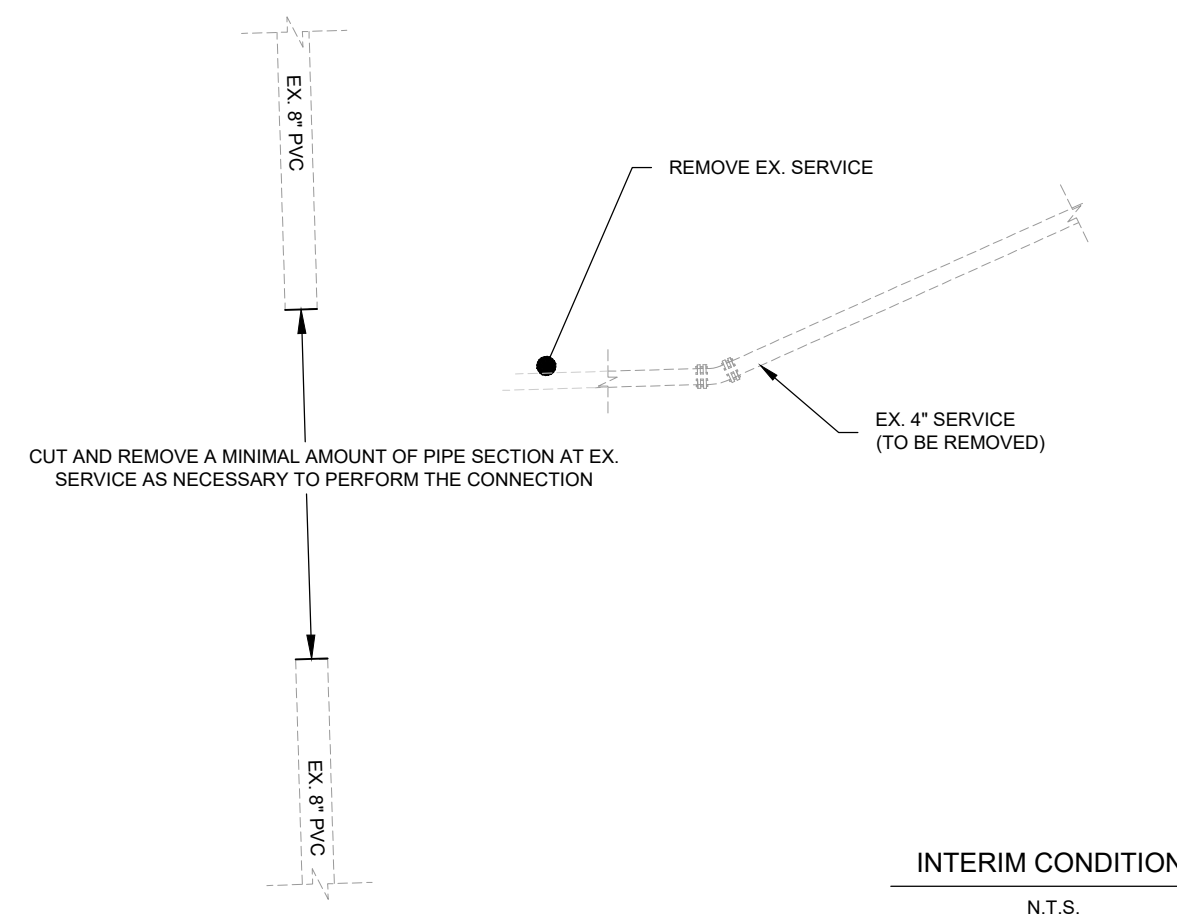 EX. 8" PVC
REMOVE EX. SERVICE
EX. 4" SERVICE
(TO BE REMOVED)
CUT AND REMOVE A MINIMAL AMOUNT OF PIPE SECTION AT EX.
SERVICE AS NECESSARY TO PERFORM THE CONNECTION
EX. 8" PVC
INTERIM CONDITION
N.T.S.